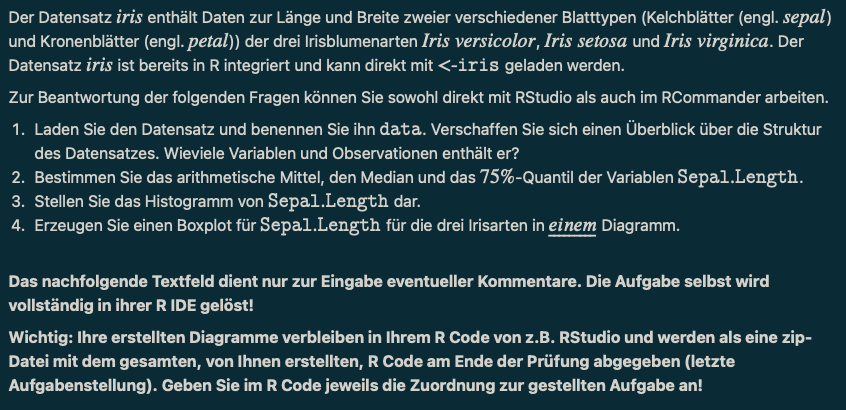 Der Datensatz iris enthält Daten zur Länge und Breite zweier verschiedener Blatttypen (Kelchblätter (engl. sepal)
und Kronenblätter (engl. petal)) der drei Irisblumenarten Iris versicolor, Iris setosa und Iris virginica. Der
Datensatz iris ist bereits in R integriert und kann direkt mit <-iris geladen werden.
Zur Beantwortung der folgenden Fragen können Sie sowohl direkt mit RStudio als auch im RCommander arbeiten.
1. Laden Sie den Datensatz und benennen Sie ihn data. Verschaffen Sie sich einen Überblick über die Struktur
des Datensatzes. Wieviele Variablen und Observationen enthält er?
2. Bestimmen Sie das arithmetische Mittel, den Median und das 75%-Quantil der Variablen Sepal.Length.
3. Stellen Sie das Histogramm von Sepal.Length dar.
4. Erzeugen Sie einen Boxplot für Sepal.Length für die drei Irisarten in einem Diagramm.
Das nachfolgende Textfeld dient nur zur Eingabe eventueller Kommentare. Die Aufgabe selbst wird
vollständig in ihrer R IDE gelöst!
Wichtig: Ihre erstellten Diagramme verbleiben in Ihrem R Code von z.B. RStudio und werden als eine zip-
Datei mit dem gesamten, von Ihnen erstellten, R Code am Ende der Prüfung abgegeben (letzte
Aufgabenstellung). Geben Sie im R Code jeweils die Zuordnung zur gestellten Aufgabe an!